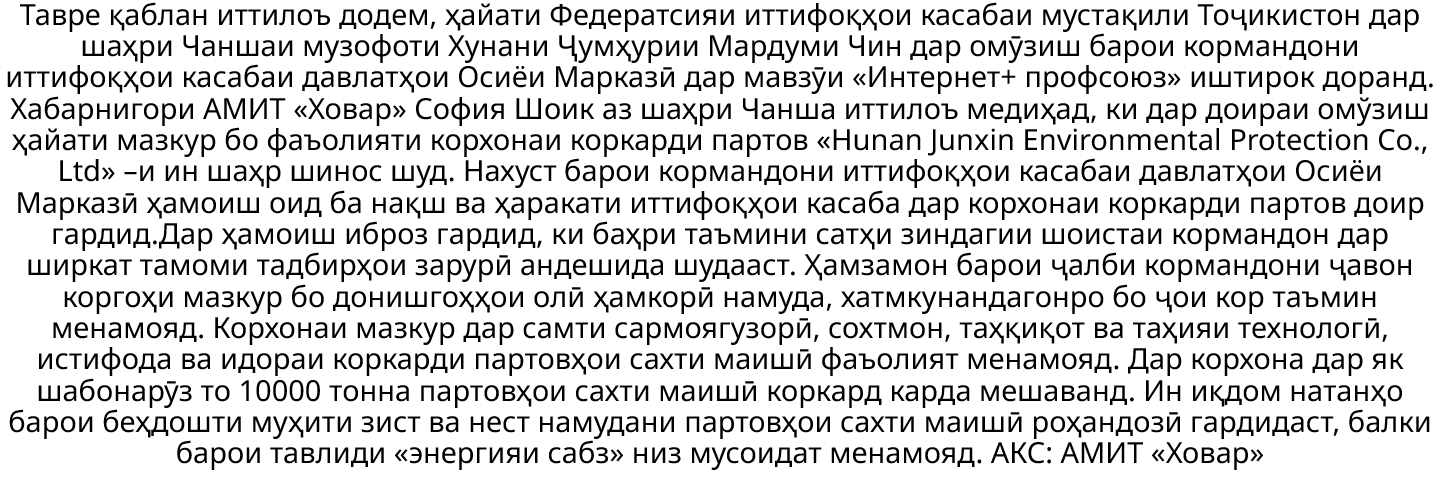 Тавре қаблан иттилоъ додем, ҳайати Федератсияи иттифоқҳои касабаи мустақили Тоҷикистон дар
шаҳри Чаншаи музофоти Хунани Ҷумҳурии Мардуми Чин дар омӯзиш барои кормандони
иттифоқҳои касабаи давлатҳои Осиёи Марказӣ дар мавзӯи «Интернет+ профсоюз» иштирок доранд.
Хабарнигори АМИТ «Ховар» София Шоик аз шаҳри Чанша иттилоъ медиҳад, ки дар доираи омӯзиш
ҳайати мазкур бо фаъолияти корхонаи коркарди партов «Hunan Junxin Environmental Protection Co.,
Ltd» –и ин шаҳр шинос шуд. Нахуст барои кормандони иттифоқҳои касабаи давлатҳои Осиёи
Марказӣ ҳамоиш оид ба нақш ва ҳаракати иттифоқҳои касаба дар корхонаи коркарди партов доир
гардид.Дар ҳамоиш иброз гардид, ки баҳри таъмини сатҳи зиндагии шоистаи кормандон дар
ширкат тамоми тадбирҳои зарурӣ андешида шудааст. Ҳамзамон барои ҷалби кормандони ҷавон
коргоҳи мазкур бо донишгоҳҳои олӣ ҳамкорӣ намуда, хатмкунандагонро бо ҷои кор таъмин
менамояд. Корхонаи мазкур дар самти сармоягузорӣ, сохтмон, таҳқиқот ва таҳияи технологӣ,
истифода ва идораи коркарди партовҳои сахти маишӣ фаъолият менамояд. Дар корхона дар як
шабонарӯз то 10000 тонна партовҳои сахти маишӣ коркард карда мешаванд. Ин иқдом натанҳо
барои беҳдошти муҳити зист ва нест намудани партовҳои сахти маишӣ роҳандозӣ гардидаст, балки
барои тавлиди «энергияи сабз» низ мусоидат менамояд. АКС: АМИТ «Ховар»